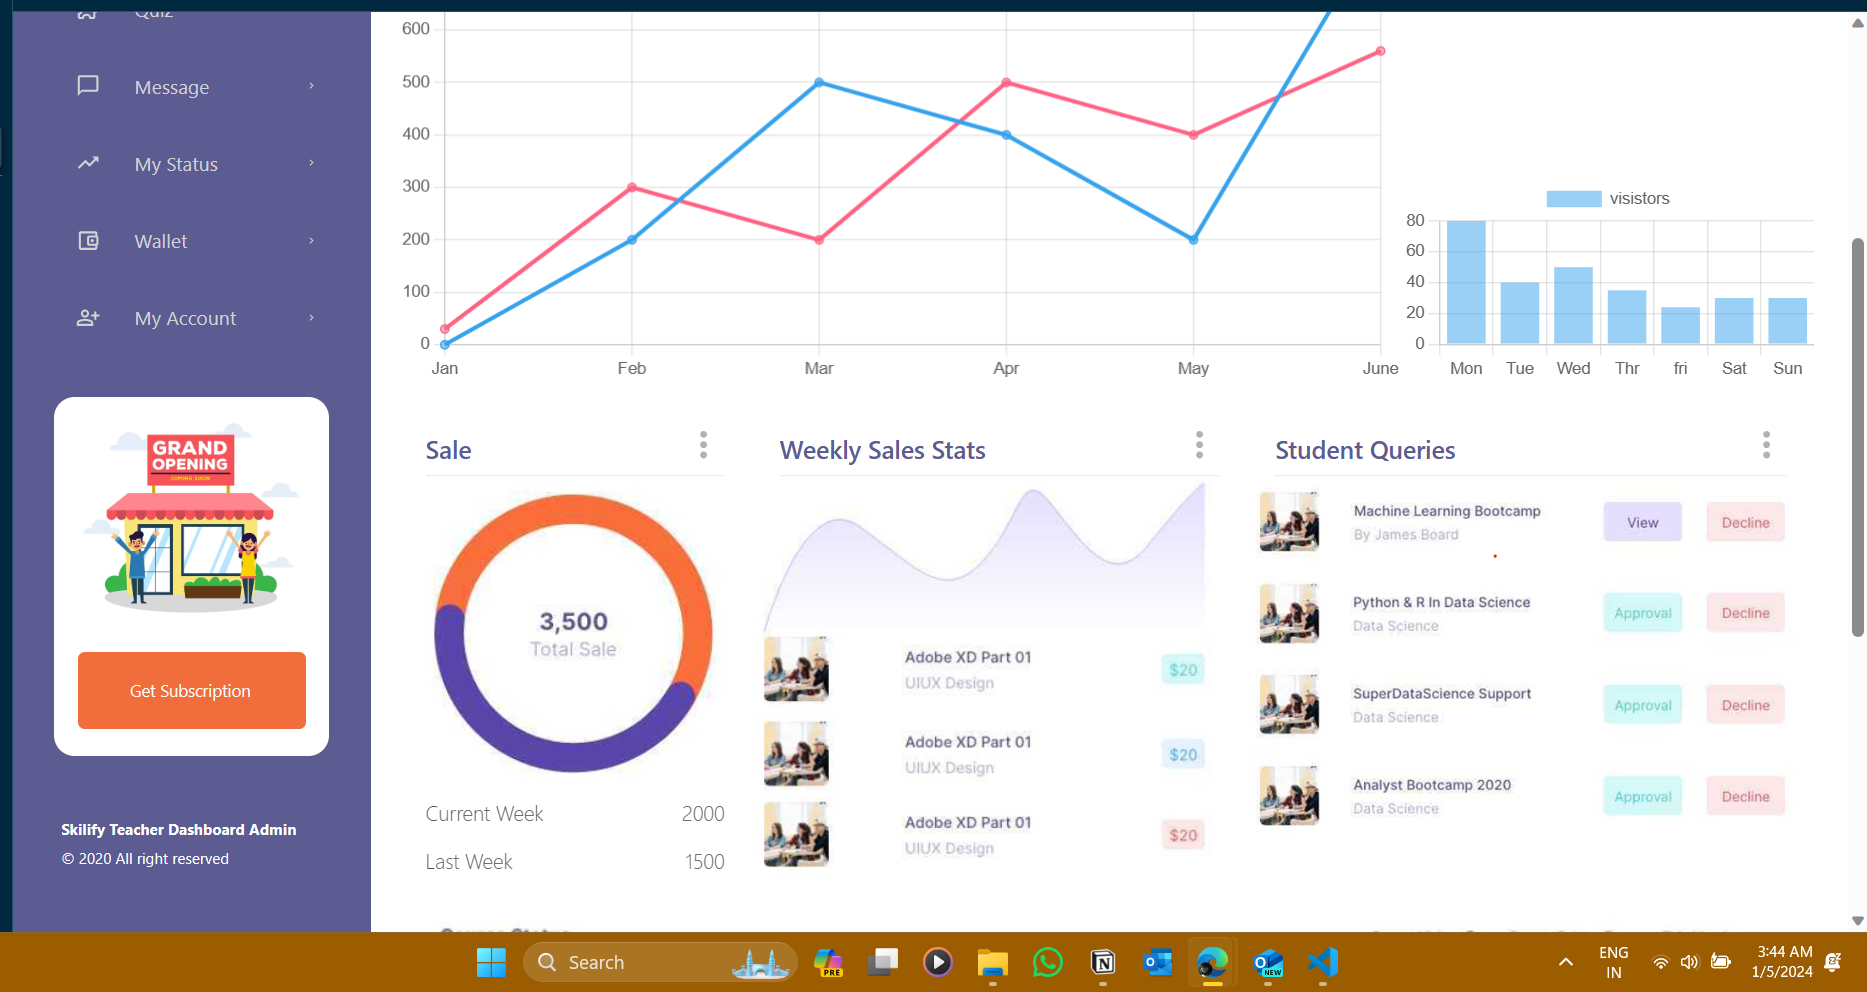 Quiz
Message
My Status
Wallet
My Account
GRAND
OPENING
COMING SOON
Get Subscription
Skilify Teacher Dashboard Admin
© 2020 All right reserved
600
500
400
300
200
100
0
Jan Feb Mar Apr May June
visistors
80
60
40
20
0
Mon Tue Wed Thr fri Sat Sun
Sale
3,500
Total Sale
Current Week 2000
Last Week 1500
Weekly Sales Stats
Adobe XD Part 01
UIUX Design
$20
Adobe XD Part 01
UIUX Design
$20
Adobe XD Part 01
UIUX Design
$20
Student Queries
Machine Learning Bootcamp
By James Board
View Decline
Python & R In Data Science
Data Science
Approval Decline
SuperDataScience Support
Data Science
Approval Decline
Analyst Bootcamp 2020
Data Science
Approval Decline
Search
PRE
NEW
ENG
IN
3:44 AM
1/5/2024